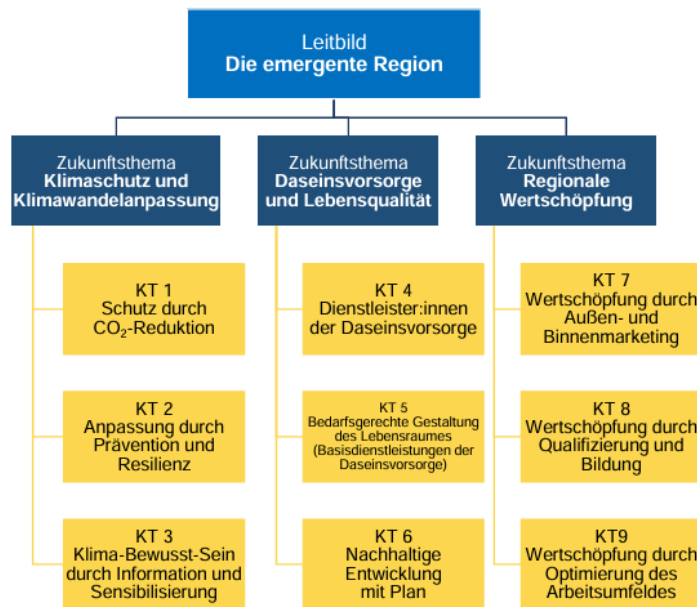 Leitbild
Die emergente Region
Zukunftsthema
Klimaschutz und
Klimawandelanpassung
Zukunftsthema
Daseinsvorsorge
und Lebensqualität
Zukunftsthema
Regionale
Wertschöpfung
KT 1
Schutz durch
CO₂-Reduktion
KT 2
Anpassung durch
Prävention und
Resilienz
KT 3
Klima-Bewusst-Sein
durch Information und
Sensibilisierung
KT 4
Dienstleister:innen
der Daseinsvorsorge
KT 5
Bedarfsgerechte Gestaltung
des Lebensraumes
(Basisdienstleistungen der
Daseinsvorsorge)
KT 6
Nachhaltige
Entwicklung
mit Plan
KT 7
Wertschöpfung durch
Außen- und
Binnenmarketing
KT 8
Wertschöpfung durch
Qualifizierung und
Bildung
KT9
Wertschöpfung durch
Optimierung des
Arbeitsumfeldes